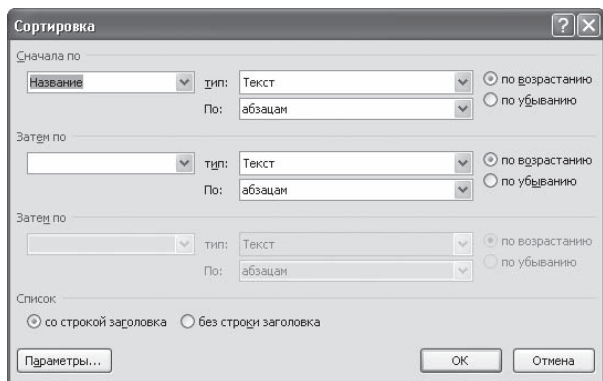 Сортировка
Сначала по
Название тип: Текст по возрастанию
По: абзацам по убыванию
Затем по
тип: Текст по возрастанию
По: абзацам по убыванию
Затем по
тип: Текст по возрастанию
По: абзацам по убыванию
Список
со строкой заголовка без строки заголовка
Параметры... ОК Отмена